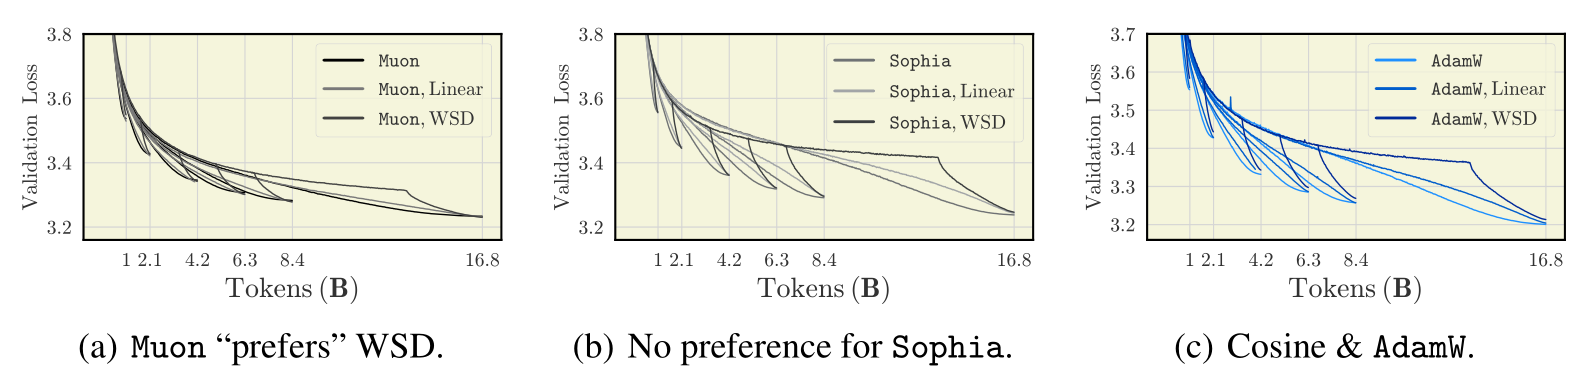 3.8
3.6
3.4
3.2
Validation Loss
Muon
Muon, Linear
Muon, WSD
1 2.1 4.2 6.3 8.4 16.8
Tokens (B)
(a) Muon “prefers” WSD.
3.8
3.6
3.4
3.2
Validation Loss
Sophia
Sophia, Linear
Sophia, WSD
1 2.1 4.2 6.3 8.4 16.8
Tokens (B)
(b) No preference for Sophia.
3.7
3.6
3.5
3.4
3.3
3.2
Validation Loss
AdamW
AdamW, Linear
AdamW, WSD
1 2.1 4.2 6.3 8.4 16.8
Tokens (B)
(c) Cosine & AdamW.